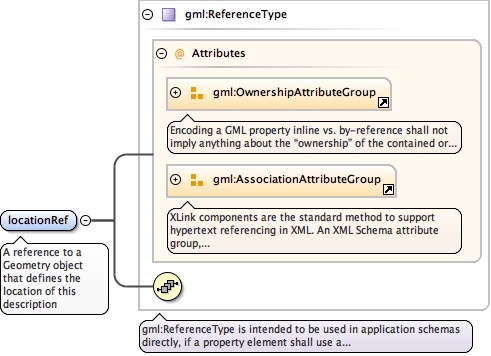 gml:ReferenceType
@ Attributes
gml:OwnershipAttributeGroup
Encoding a GML property inline vs. by-reference shall not
imply anything about the “ownership” of the contained or...
gml:AssociationAttributeGroup
XLink components are the standard method to support
hypertext referencing in XML. An XML Schema attribute
group,...
locationRef
A reference to a
Geometry object
that defines the
location of this
description
gml:ReferenceType is intended to be used in application schemas
directly, if a property element shall use a...